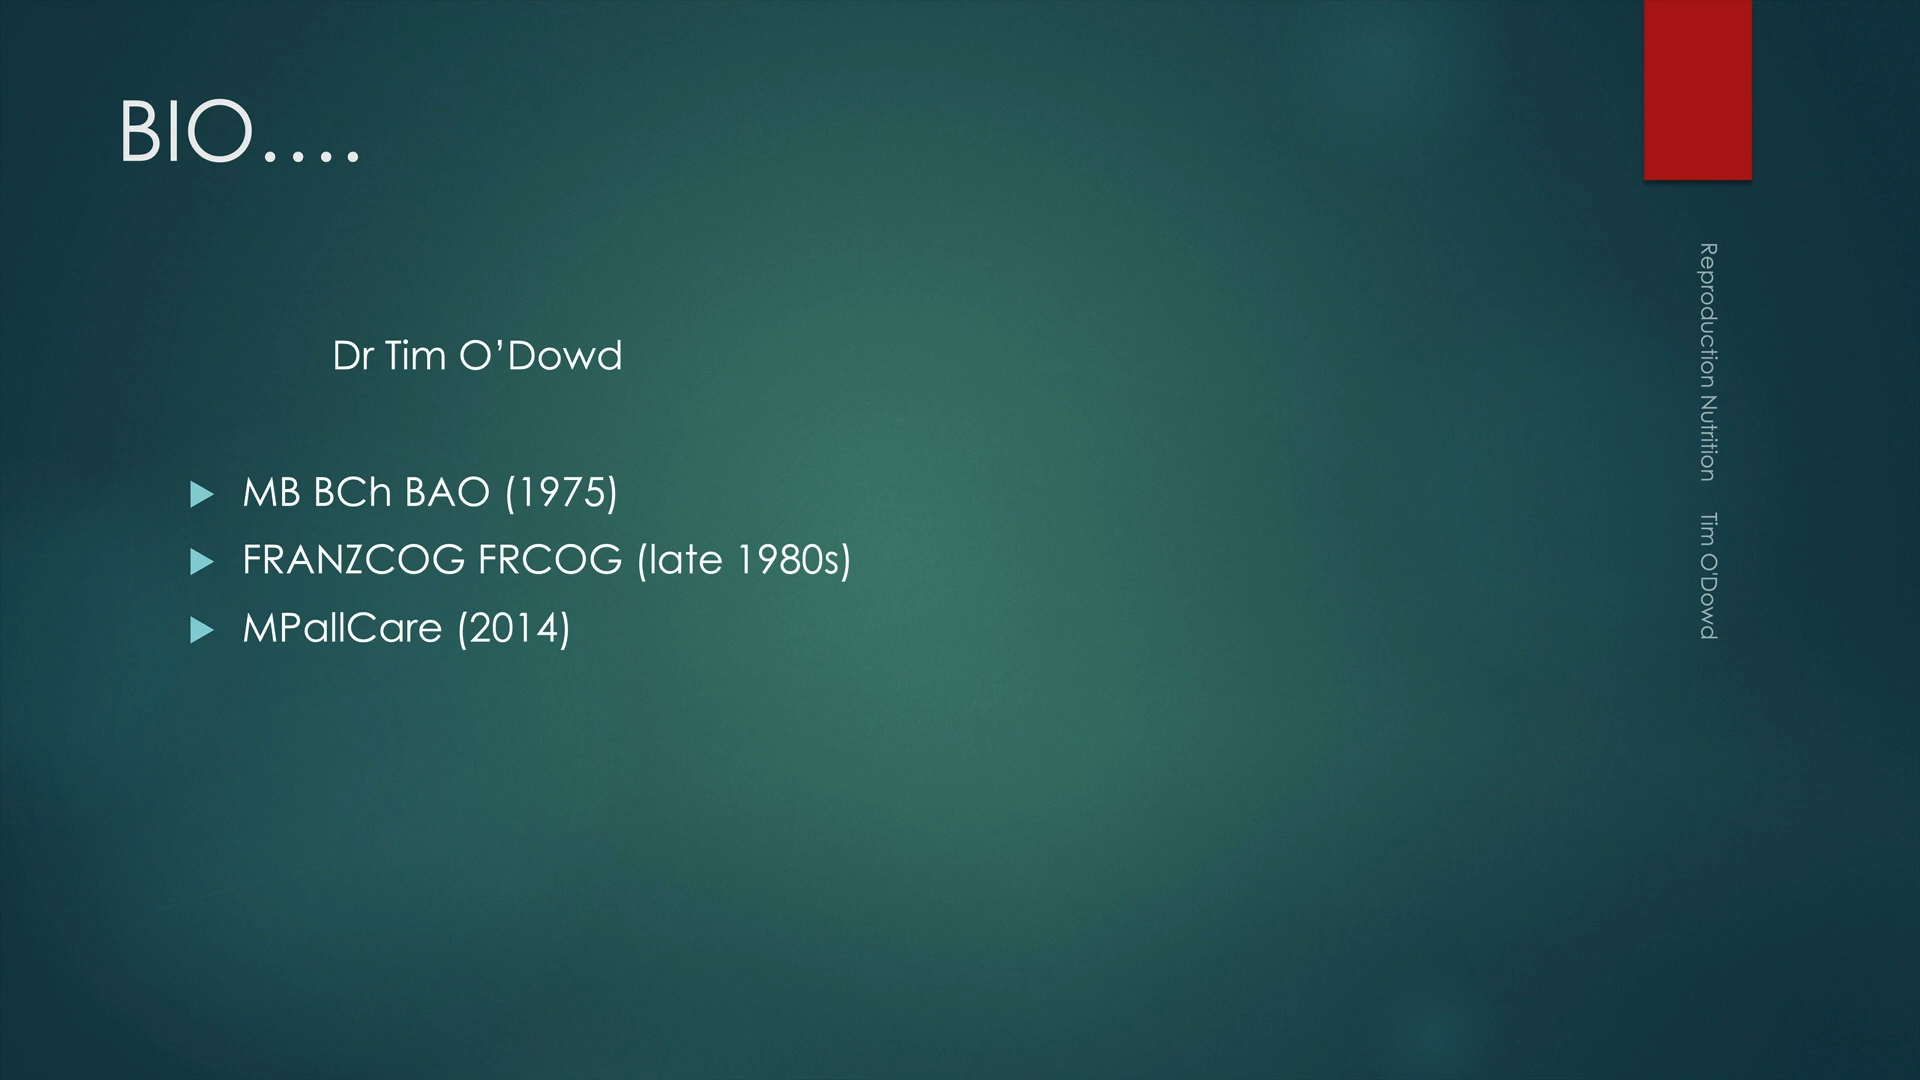 BIO....
Dr Tim O’Dowd
MB BCh BAO (1975)
FRANZCOG FRCOG (late 1980s)
MPallCare (2014)
Reproduction Nutrition Tim O'Dowd